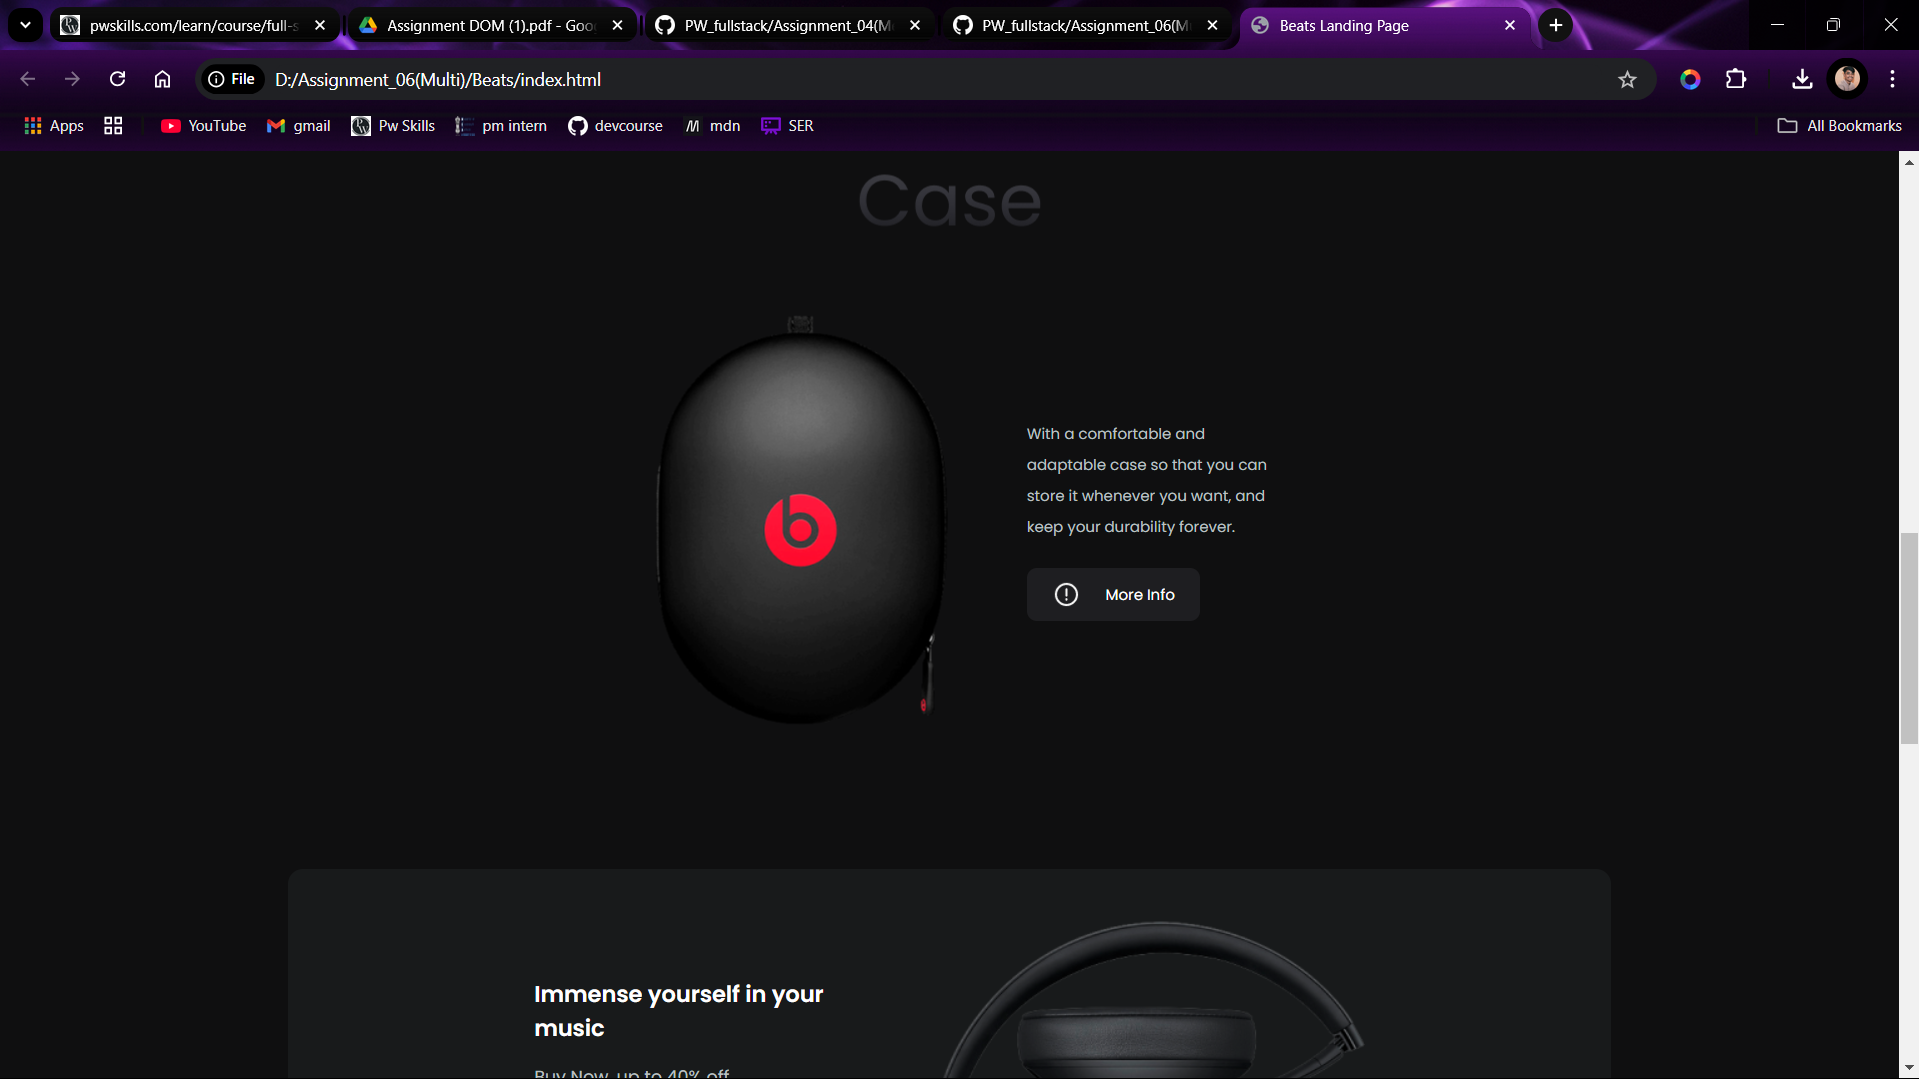 pwskills.com/learn/course/full-s
Assignment DOM (1).pdf - Goo
PW_fullstack/Assignment_04(M
PW_fullstack/Assignment_06(M
Beats Landing Page
File
D:/Assignment_06(Multi)/Beats/index.html
Apps
YouTube
gmail
Pw Skills
pm intern
devcourse
mdn
SER
All Bookmarks
Case
With a comfortable and
adaptable case so that you can
store it whenever you want, and
keep your durability forever.
More Info
Immense yourself in your
music
Buy Now, up to 40% off